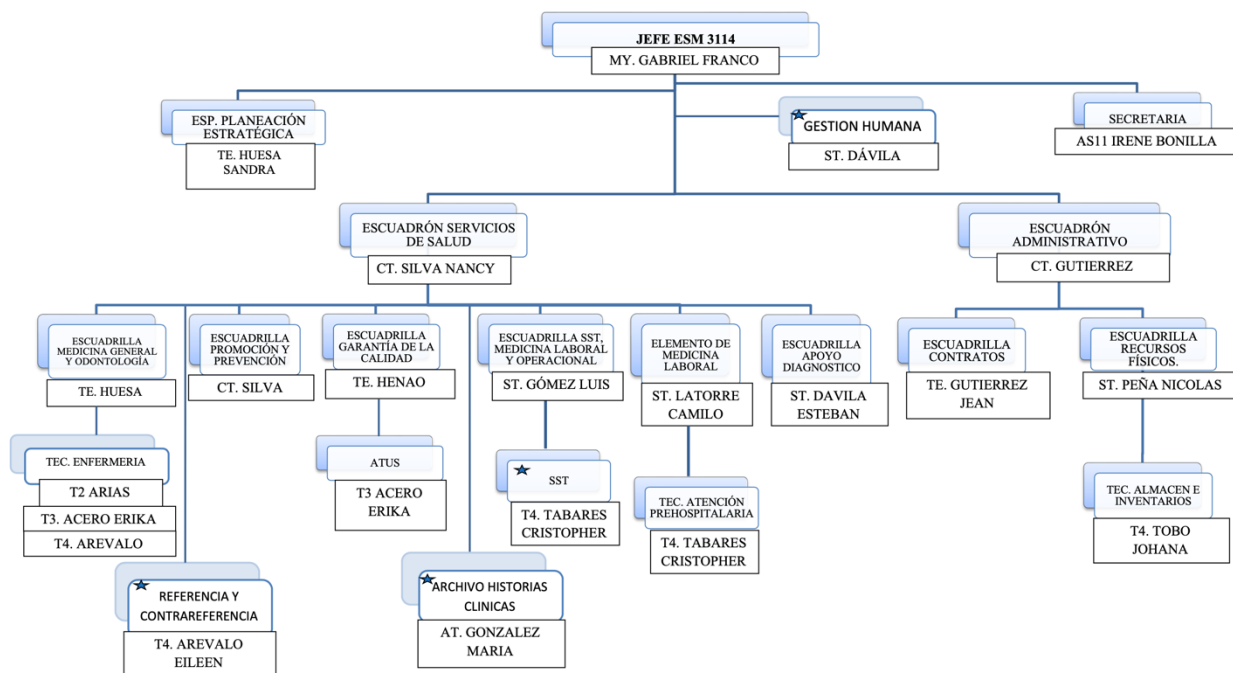 JEFE ESM 3114
MY. GABRIEL FRANCO
ESP. PLANEACIÓN
ESTRATÉGICA
TE. HUESA
SANDRA
GESTION HUMANA
ST. DÁVILA
SECRETARIA
AS11 IRENE BONILLA
ESCUADRÓN SERVICIOS
DE SALUD
CT. SILVA NANCY
ESCUADRÓN
ADMINISTRATIVO
CT. GUTIERREZ
ESCUADRILLA
MEDICINA GENERAL
Y ODONTOLOGÍA
TE. HUESA
ESCUADRILLA
PROMOCIÓN Y
PREVENCIÓN
CT. SILVA
ESCUADRILLA
GARANTÍA DE LA
CALIDAD
TE. HENAO
ESCUADRILLA SST,
MEDICINA LABORAL
Y OPERACIONAL
ST. GÓMEZ LUIS
ELEMENTO DE
MEDICINA
LABORAL
ST. LATORRE
CAMILO
ESCUADRILLA
APOYO
DIAGNOSTICO
ST. DAVILA
ESTEBAN
ESCUADRILLA
CONTRATOS
TE. GUTIERREZ
JEAN
ESCUADRILLA
RECURSOS
FÍSICOS.
ST. PEÑA NICOLAS
TEC. ENFERMERIA
T2 ARIAS
T3. ACERO ERIKA
T4. AREVALO
ATUS
T3 ACERO
ERIKA
SST
T4. TABARES
CRISTOPHER
TEC. ATENCIÓN
PREHOSPITALARIA
T4. TABARES
CRISTOPHER
TEC. ALMACEN E
INVENTARIOS
T4. TOBO
JOHANA
REFERENCIA Y
CONTRAREFERENCIA
T4. AREVALO
EILEEN
ARCHIVO HISTORIAS
CLINICAS
AT. GONZALEZ
MARIA